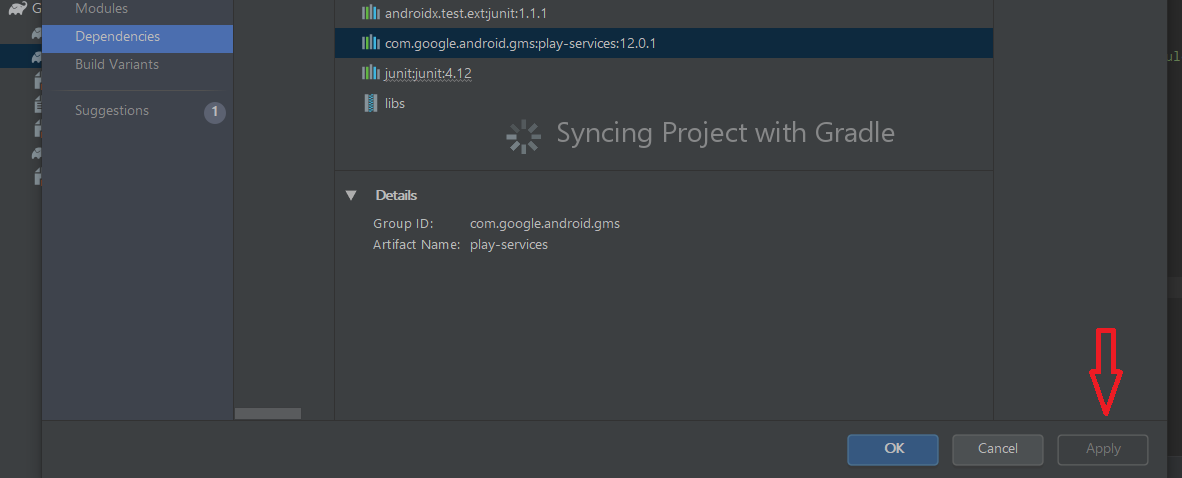 G
Modules
Dependencies
Build Variants
Suggestions
1
androidx.test.ext:junit:1.1.1
com.google.android.gms:play-services:12.0.1
junit:junit:4.12
libs
Syncing Project with Gradle
Details
Group ID: com.google.android.gms
Artifact Name: play-services
ul
OK Cancel Apply